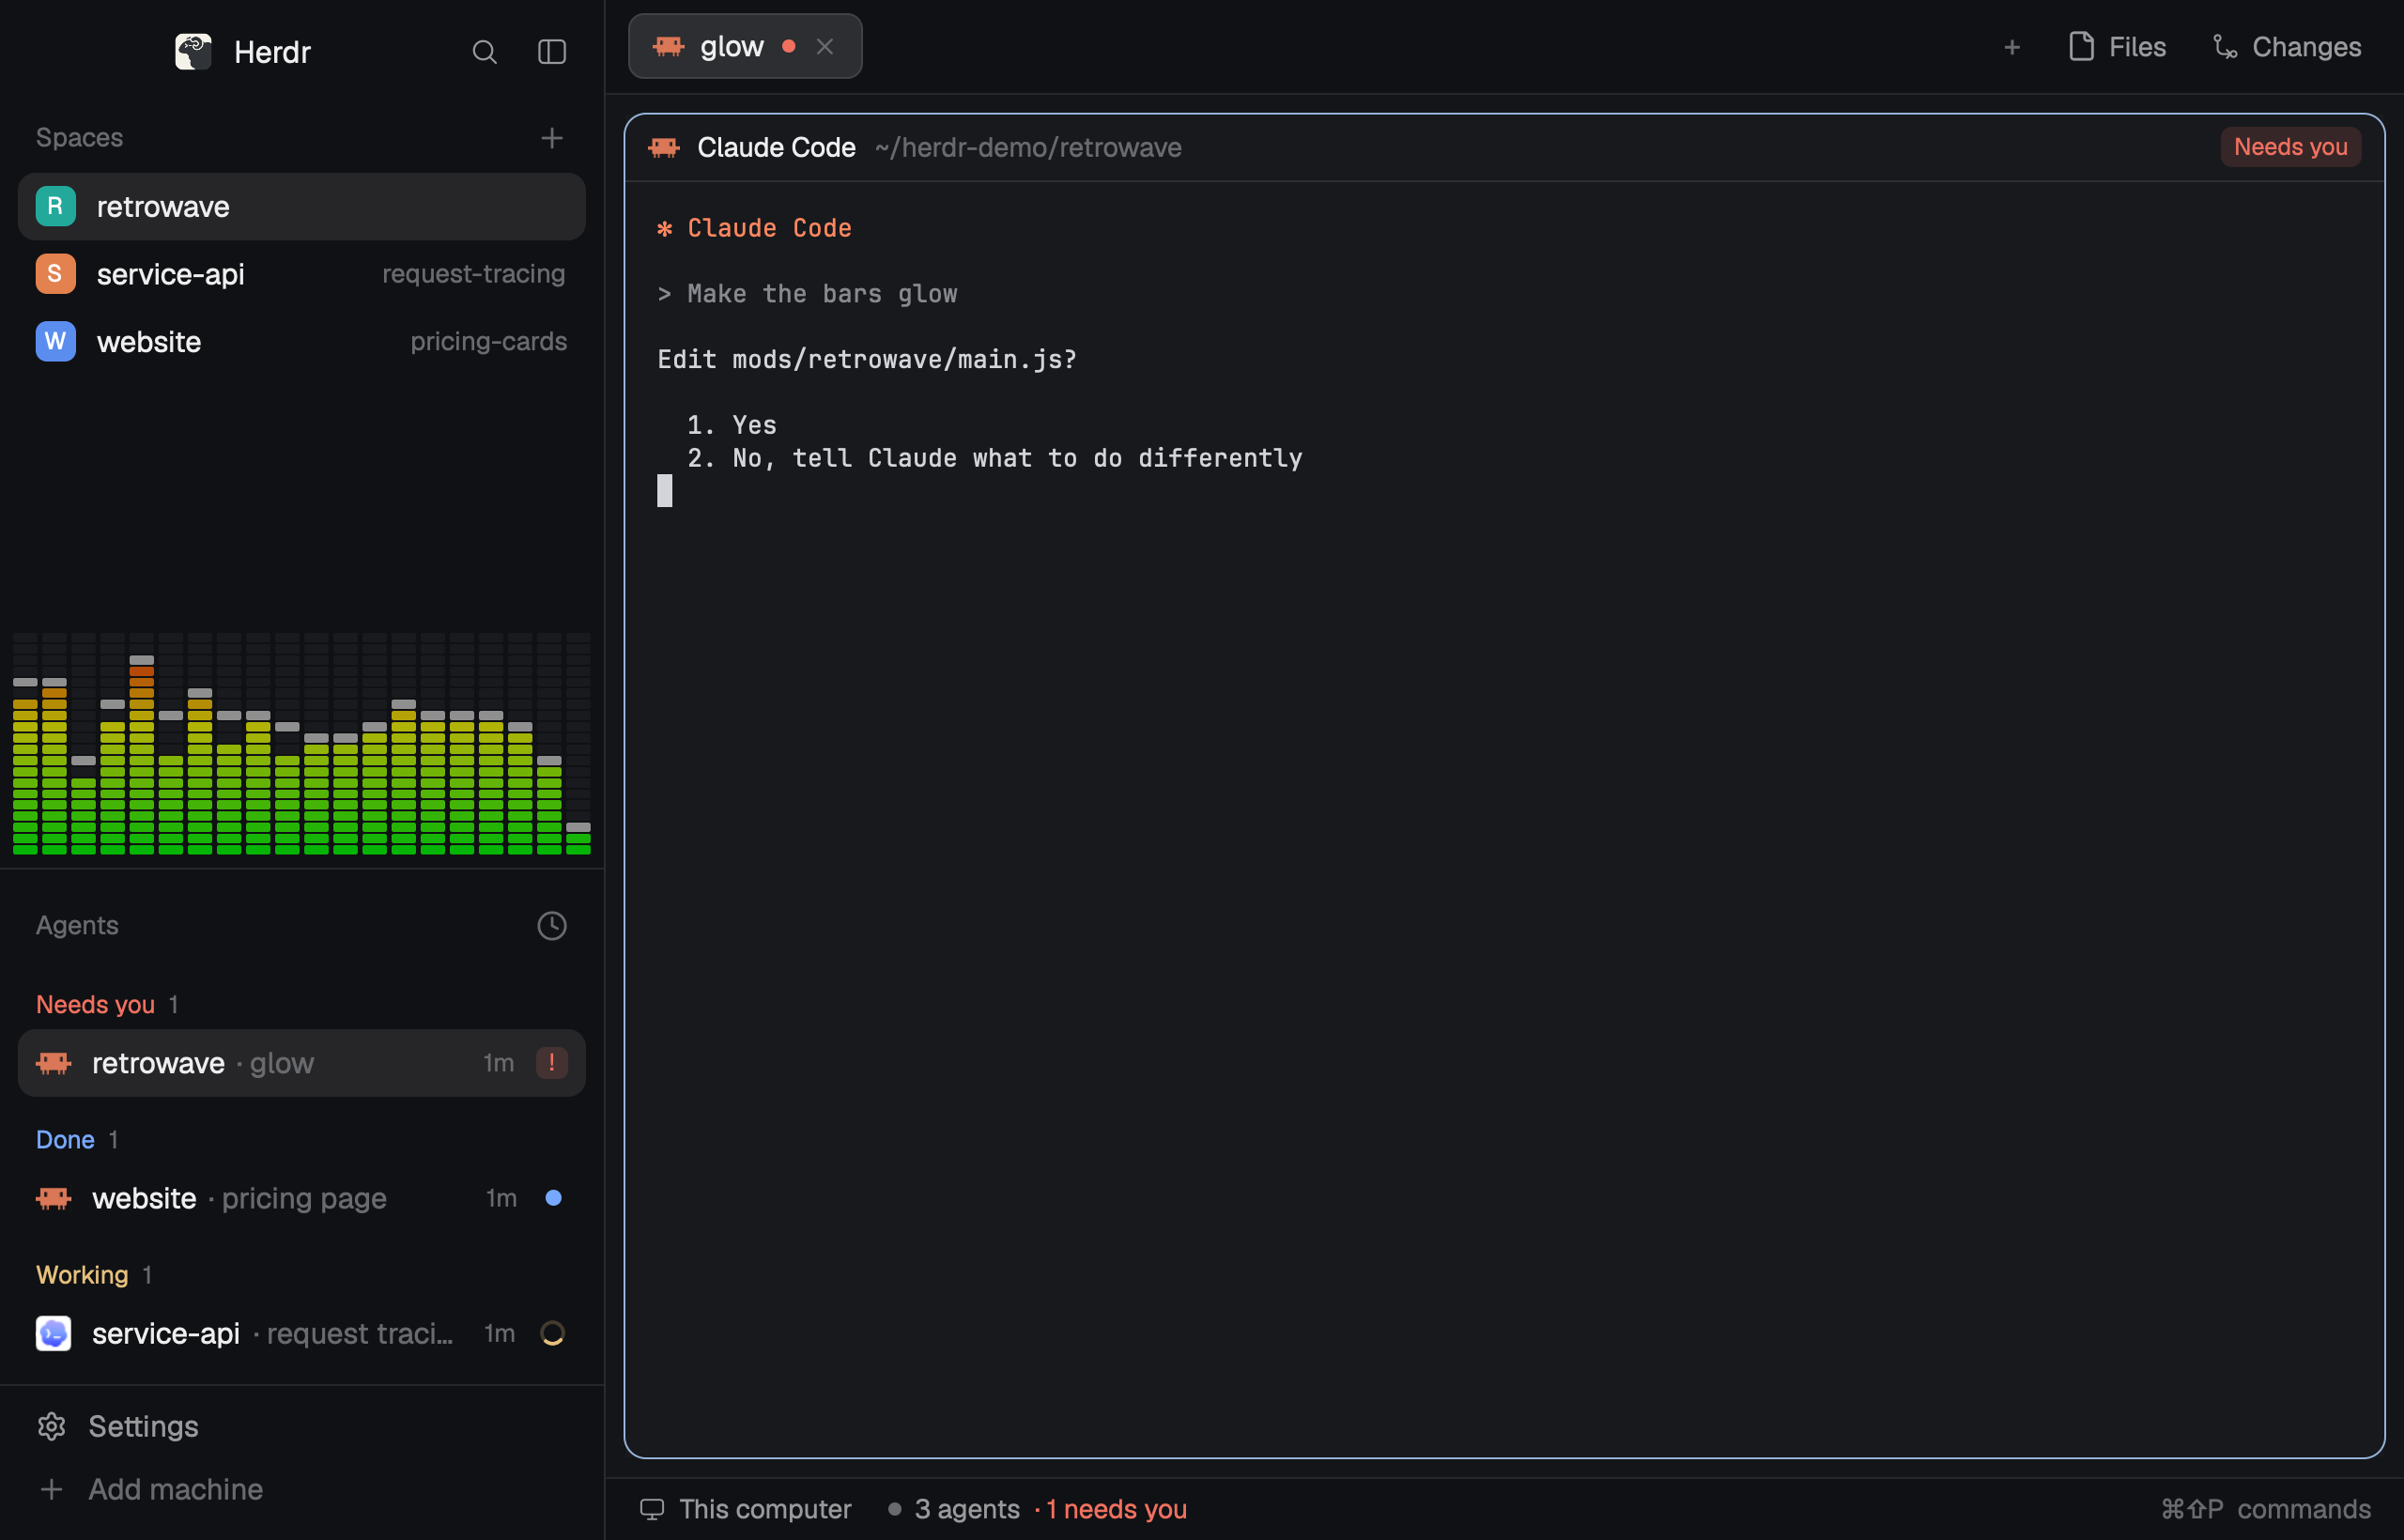 Herdr
Spaces
R retrowave
S service-api request-tracing
W website pricing-cards
Agents
Needs you 1
retrowave · glow 1m !
Done 1
website · pricing page 1m
Working 1
service-api · request traci... 1m
Settings
+ Add machine
glow
+ Files Changes
Claude Code ~/herdr-demo/retrowave Needs you
✻ Claude Code
> Make the bars glow
Edit mods/retrowave/main.js?
1. Yes
2. No, tell Claude what to do differently
This computer 3 agents · 1 needs you ⌘⇧P commands